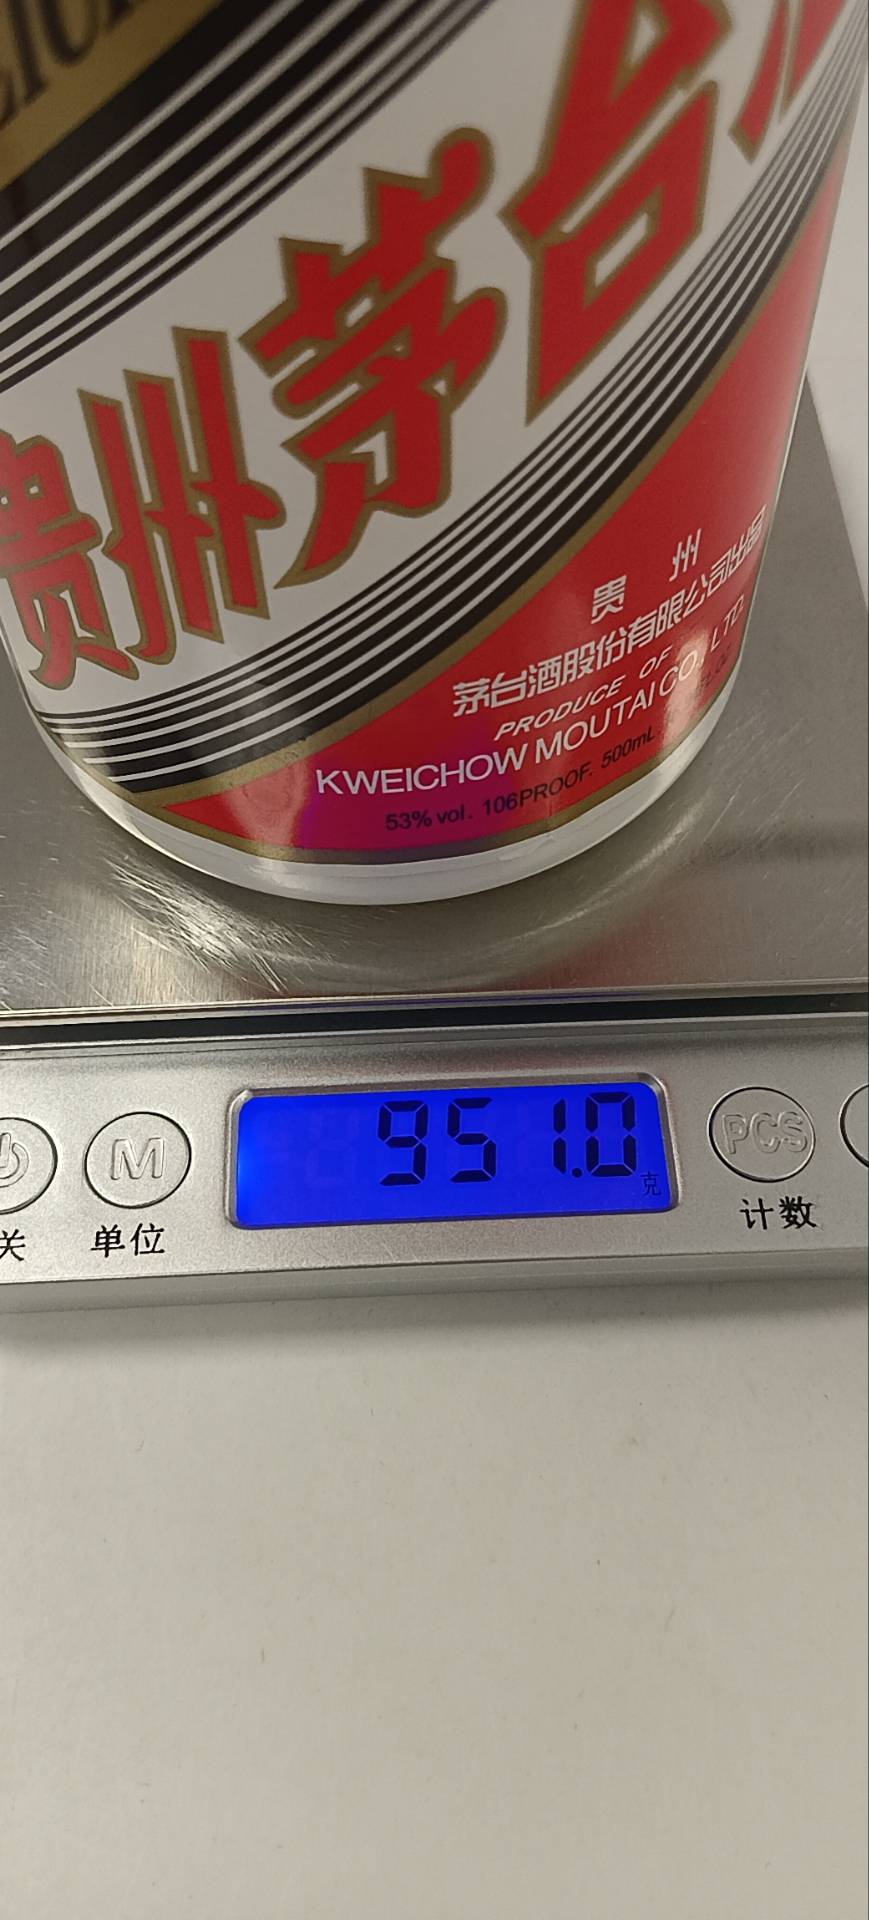 贵州茅台
贵 州
茅台酒股份有限公司出品
PRODUCE OF
KWEICHOW MOUTAI CO., LTD.
53% vol. 106PROOF. 500mL
951.0
克
M
PCS
关
单位
计数